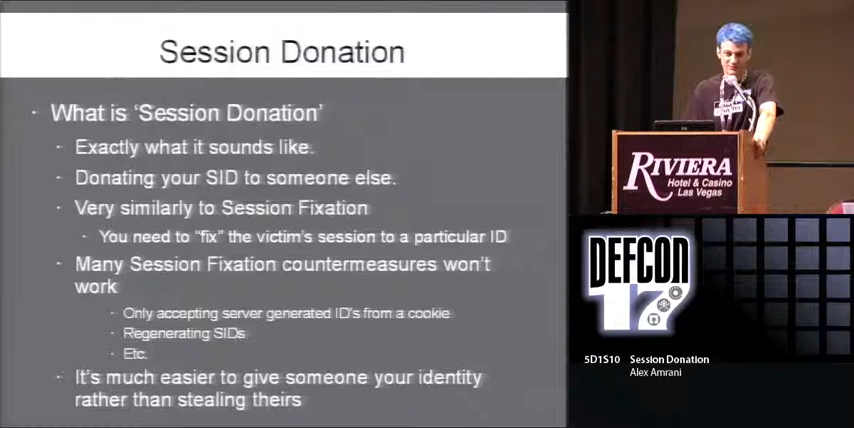 Session Donation
· What is 'Session Donation'
· Exactly what it sounds like.
· Donating your SID to someone else.
· Very similarly to Session Fixation
· You need to "fix" the victim's session to a particular ID
· Many Session Fixation countermeasures won't
work
· Only accepting server generated ID's from a cookie
· Regenerating SIDs
· Etc.
· It's much easier to give someone your identity
rather than stealing theirs
RIVIERA
Hotel & Casino
Las Vegas
DEFCON
17
5D1S10 Session Donation
Alex Amrani